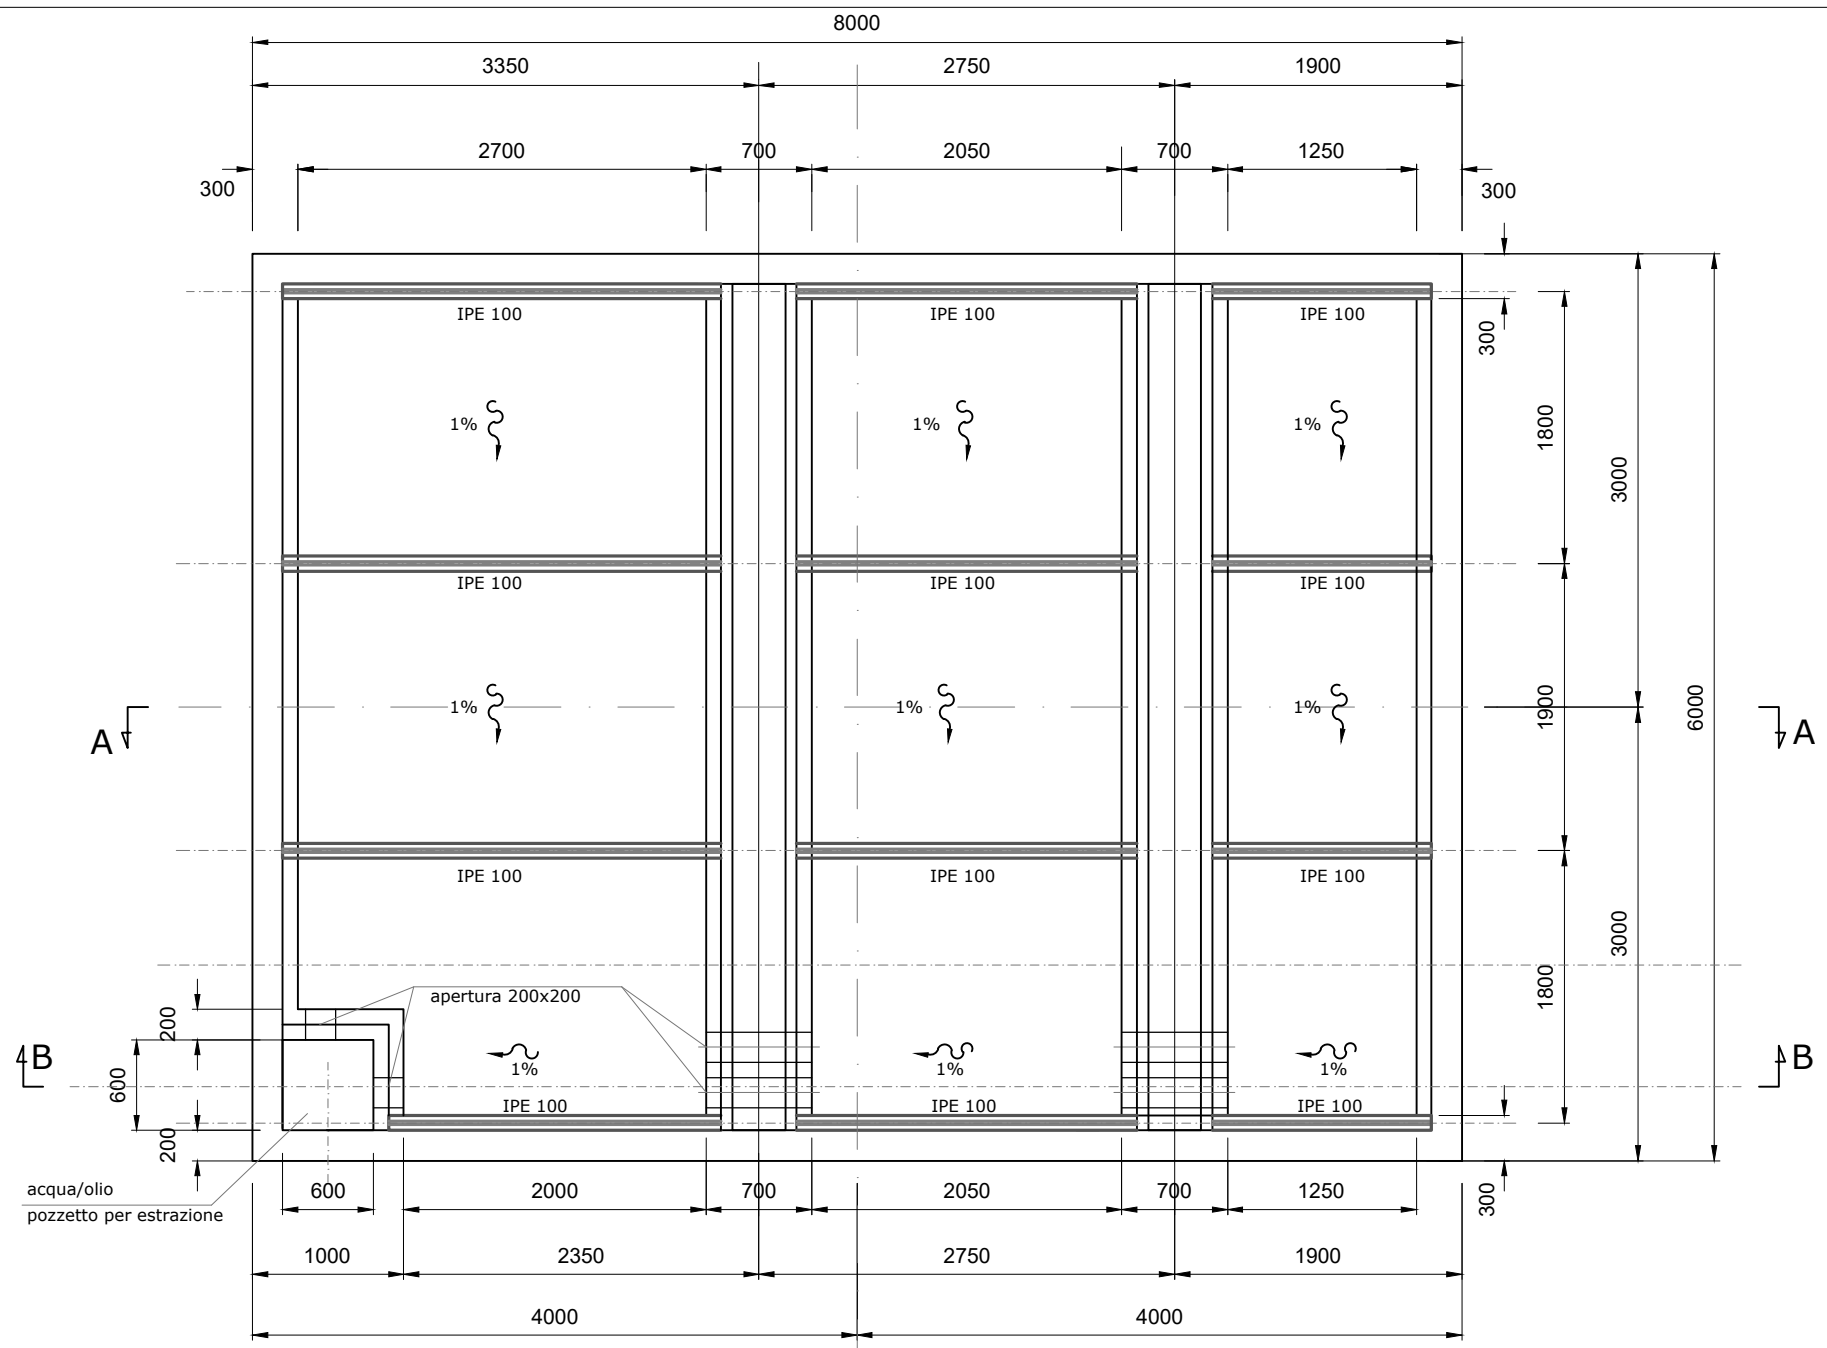 8000
3350 2750 1900
2700 700 2050 700 1250
300 300
IPE 100 IPE 100 IPE 100
300
1% 1% 1%
1800
3000
IPE 100 IPE 100 IPE 100
1% 1% 1%
1900
6000
A A
IPE 100 IPE 100 IPE 100
3000
apertura 200x200
1800
200
B B
1% 1% 1%
600
IPE 100 IPE 100 IPE 100
200
acqua/olio
pozzetto per estrazione
600 2000 700 2050 700 1250
300
1000 2350 2750 1900
4000 4000